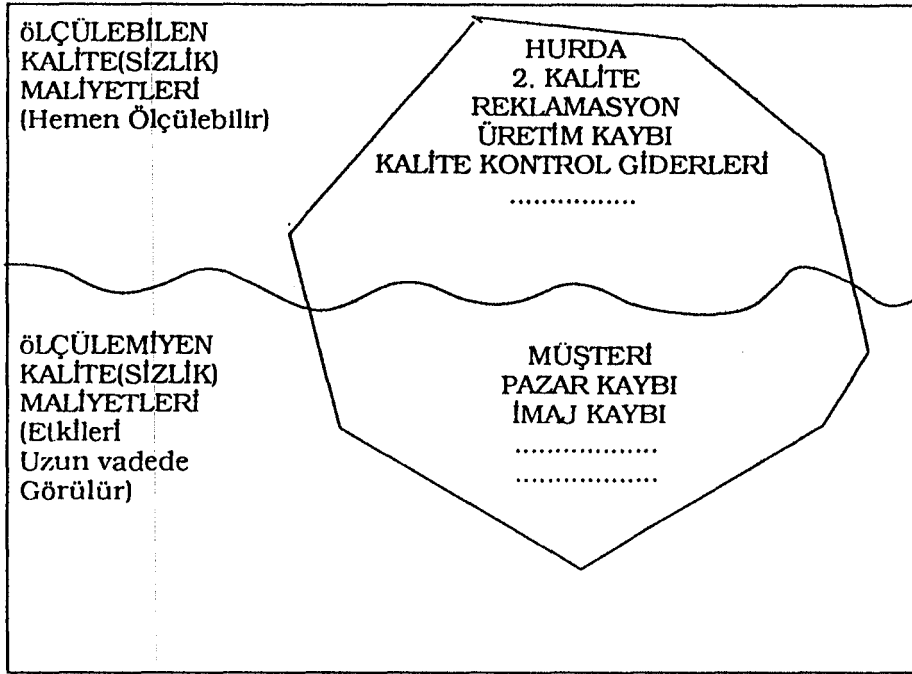 öLÇÜLEBİLEN
KALİTE(SİZLİK)
MALİYETLERİ
(Hemen Ölçülebilir)
HURDA
2. KALİTE
REKLAMASYON
ÜRETİM KAYBI
KALİTE KONTROL GİDERLERİ
................
öLÇÜLEMİYEN
KALİTE(SİZLİK)
MALİYETLERİ
(Etkileri
Uzun vadede
Görülür)
MÜŞTERİ
PAZAR KAYBI
İMAJ KAYBI
..................
..................